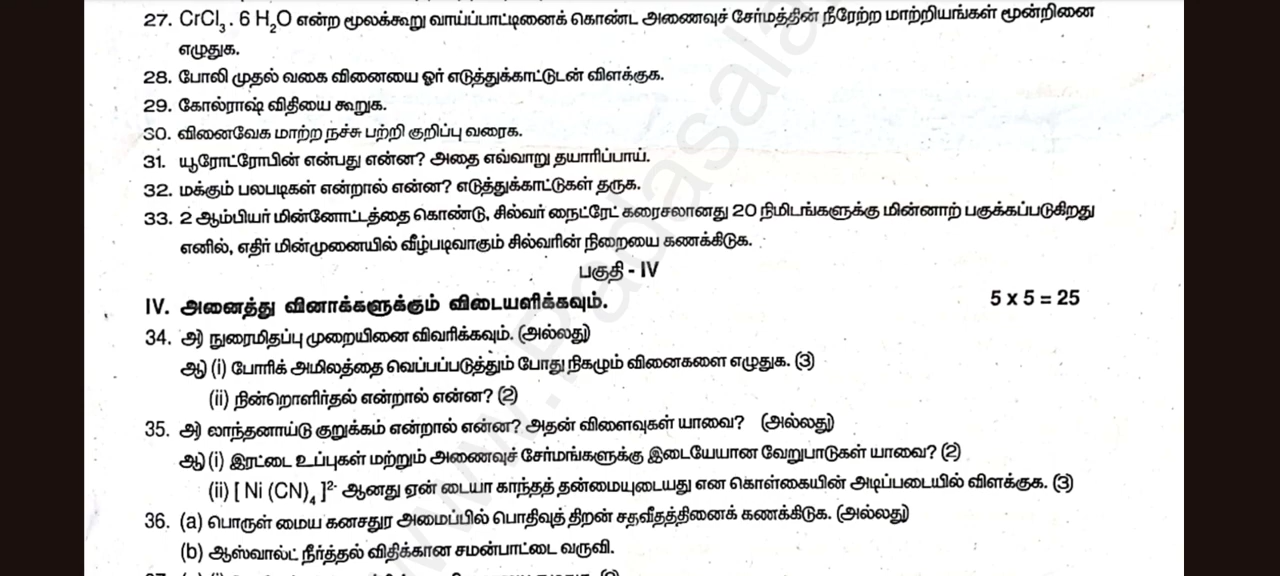 27. CrCl₃ . 6 H₂O என்ற மூலக்கூறு வாய்ப்பாட்டினைக் கொண்ட அணைவுச் சேர்மத்தின் நீரேற்ற மாற்றியங்கள் மூன்றினை
எழுதுக.
28. போலி முதல் வகை வினையை ஓர் எடுத்துக்காட்டுடன் விளக்குக.
29. கோல்ராஷ் விதியை கூறுக.
30. வினைவேக மாற்ற நச்சு பற்றி குறிப்பு வரைக.
31. யூரோட்ரோபின் என்பது என்ன? அதை எவ்வாறு தயாரிப்பாய்.
32. மக்கும் பலபடிகள் என்றால் என்ன? எடுத்துக்காட்டுகள் தருக.
33. 2 ஆம்பியர் மின்னோட்டத்தை கொண்டு, சில்வர் நைட்ரேட் கரைசலானது 20 நிமிடங்களுக்கு மின்னாற் பகுக்கப்படுகிறது
எனில், எதிர் மின்முனையில் வீழ்படிவாகும் சில்வரின் நிறையை கணக்கிடுக.
பகுதி - IV
IV. அனைத்து வினாக்களுக்கும் விடையளிக்கவும். 5 x 5 = 25
34. அ) நுரைமிதப்பு முறையினை விவரிக்கவும். (அல்லது)
ஆ) (i) போரிக் அமிலத்தை வெப்பப்படுத்தும் போது நிகழும் வினைகளை எழுதுக. (3)
(ii) நின்றொளிர்தல் என்றால் என்ன? (2)
35. அ) லாந்தனாய்டு குறுக்கம் என்றால் என்ன? அதன் விளைவுகள் யாவை? (அல்லது)
ஆ) (i) இரட்டை உப்புகள் மற்றும் அணைவுச் சேர்மங்களுக்கு இடையேயான வேறுபாடுகள் யாவை? (2)
(ii) [ Ni (CN)₄ ]²⁻ ஆனது ஏன் டையா காந்தத் தன்மையுடையது என கொள்கையின் அடிப்படையில் விளக்குக. (3)
36. (a) பொருள் மைய கனசதுர அமைப்பில் பொதிவுத் திறன் சதவீதத்தினைக் கணக்கிடுக. (அல்லது)
(b) ஆஸ்வால்ட் நீர்த்தல் விதிக்கான சமன்பாட்டை வருவி.